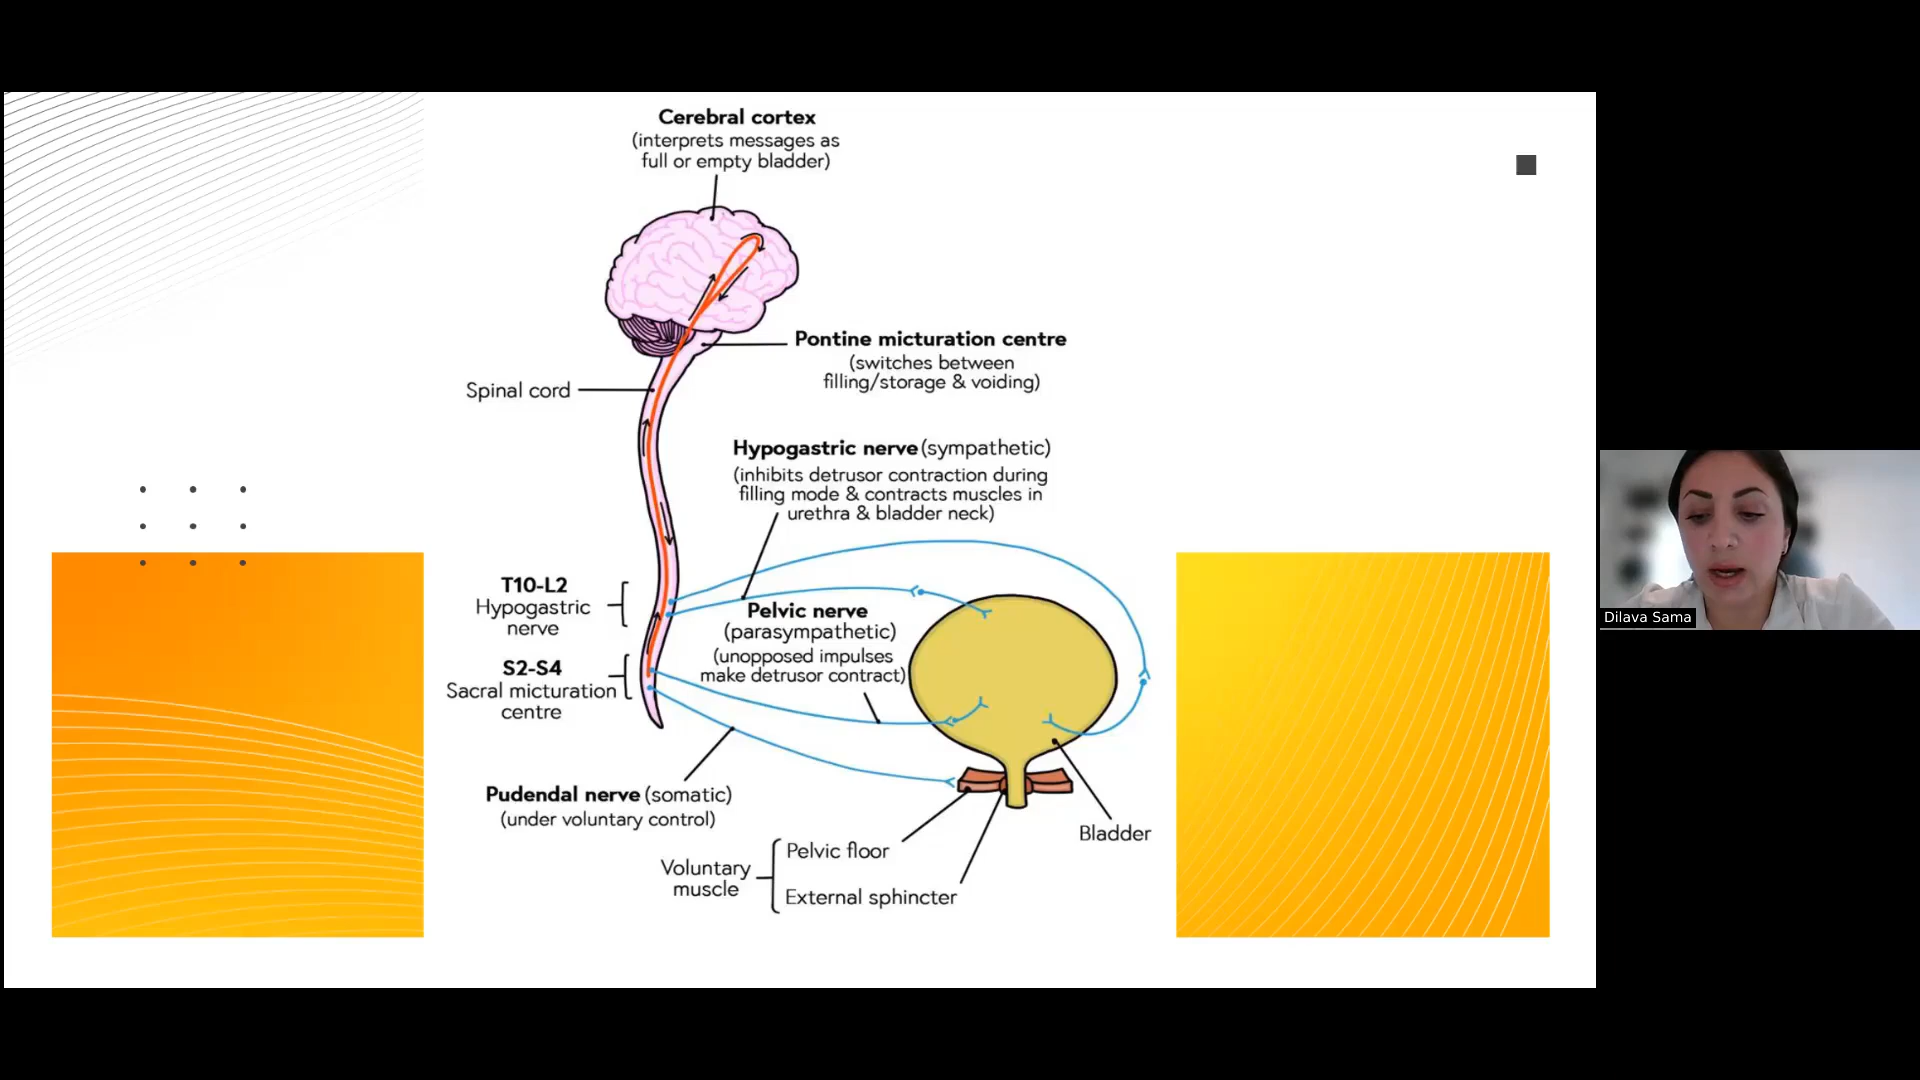 Cerebral cortex
(interprets messages as
full or empty bladder)
Pontine micturation centre
(switches between
filling/storage & voiding)
Spinal cord
Hypogastric nerve (sympathetic)
(inhibits detrusor contraction during
filling mode & contracts muscles in
urethra & bladder neck)
T10-L2
Hypogastric
nerve
Pelvic nerve
(parasympathetic)
(unopposed impulses
make detrusor contract)
S2-S4
Sacral micturation
centre
Pudendal nerve (somatic)
(under voluntary control)
Bladder
Voluntary
muscle
Pelvic floor
External sphincter
Dilava Sama